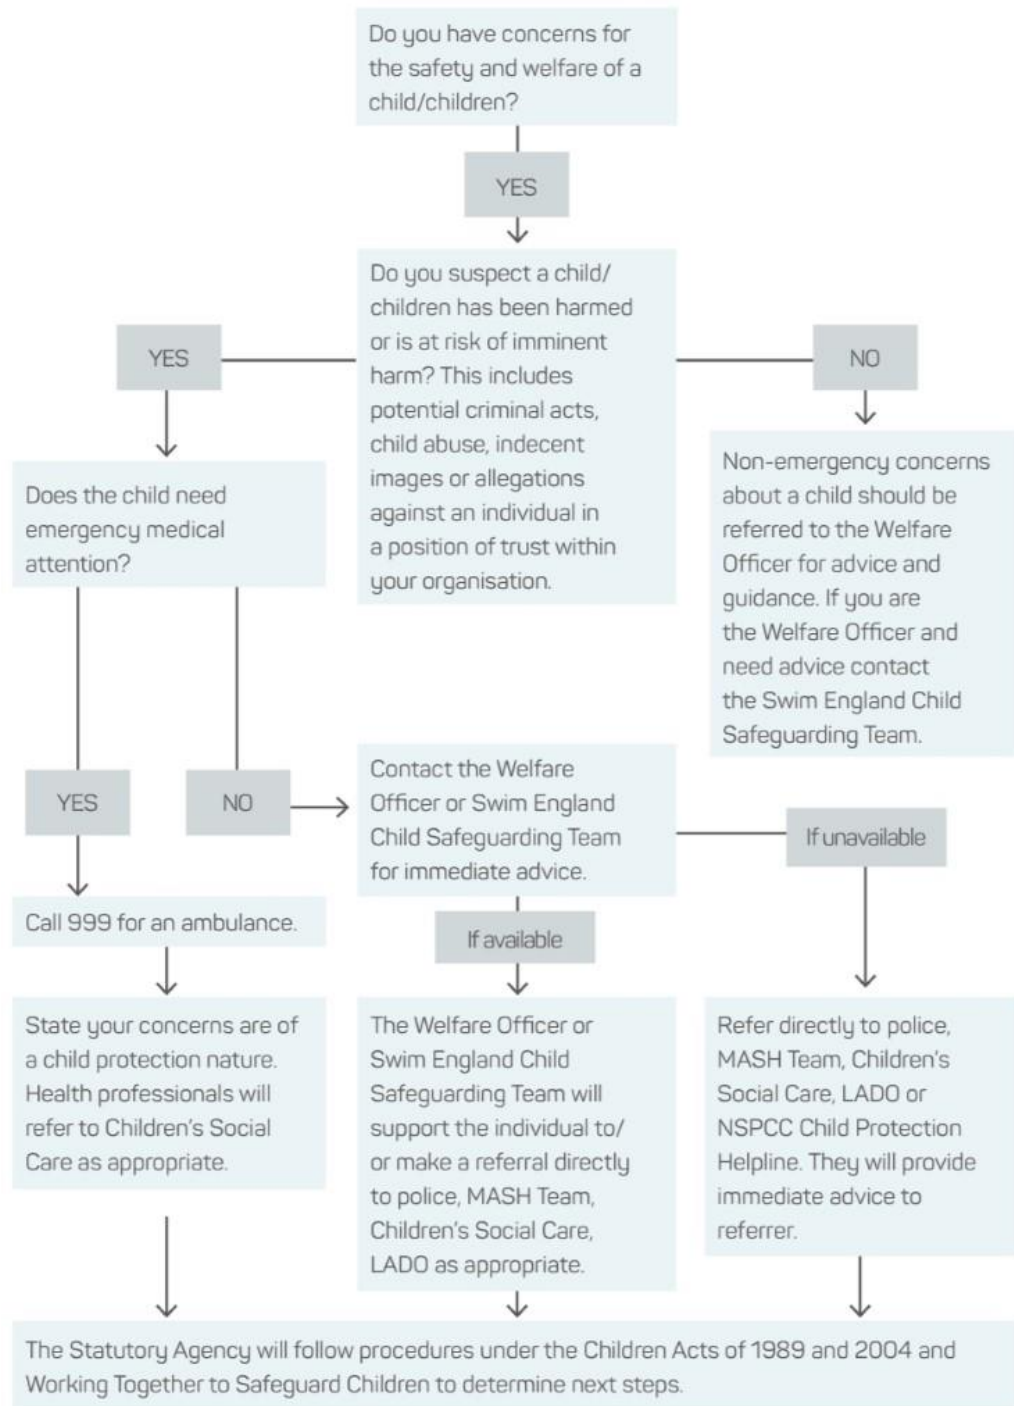 Do you have concerns for
the safety and welfare of a
child/children?
YES
Do you suspect a child/
children has been harmed
or is at risk of imminent
harm? This includes
potential criminal acts,
child abuse, indecent
images or allegations
against an individual in
a position of trust within
your organisation.
YES
NO
Does the child need
emergency medical
attention?
Non-emergency concerns
about a child should be
referred to the Welfare
Officer for advice and
guidance. If you are
the Welfare Officer and
need advice contact
the Swim England Child
Safeguarding Team.
YES
NO
Contact the Welfare
Officer or Swim England
Child Safeguarding Team
for immediate advice.
If unavailable
Call 999 for an ambulance.
If available
State your concerns are of
a child protection nature.
Health professionals will
refer to Children's Social
Care as appropriate.
The Welfare Officer or
Swim England Child
Safeguarding Team will
support the individual to/
or make a referral directly
to police, MASH Team,
Children's Social Care,
LADO as appropriate.
Refer directly to police,
MASH Team, Children's
Social Care, LADO or
NSPCC Child Protection
Helpline. They will provide
immediate advice to
referrer.
The Statutory Agency will follow procedures under the Children Acts of 1989 and 2004 and
Working Together to Safeguard Children to determine next steps.